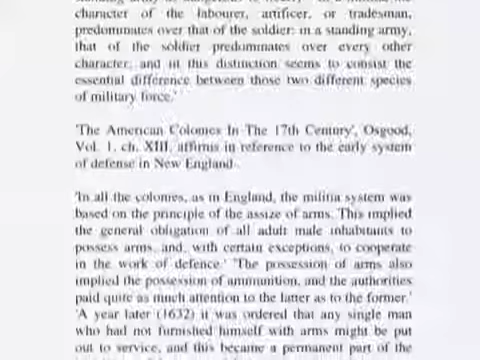 character of the labourer, artificer, or tradesman,
predominates over that of the soldier: in a standing army,
that of the soldier predominates over every other
character; and in this distinction seems to consist the
essential difference between those two different species
of military force.'
'The American Colonies In The 17th Century', Osgood,
Vol. 1, ch. XIII, affirms in reference to the early system
of defense in New England-
'In all the colonies, as in England, the militia system was
based on the principle of the assize of arms. This implied
the general obligation of all adult male inhabitants to
possess arms, and, with certain exceptions, to cooperate
in the work of defence.' 'The possession of arms also
implied the possession of ammunition, and the authorities
paid quite as much attention to the latter as to the former.'
'A year later (1632) it was ordered that any single man
who had not furnished himself with arms might be put
out to service, and this became a permanent part of the